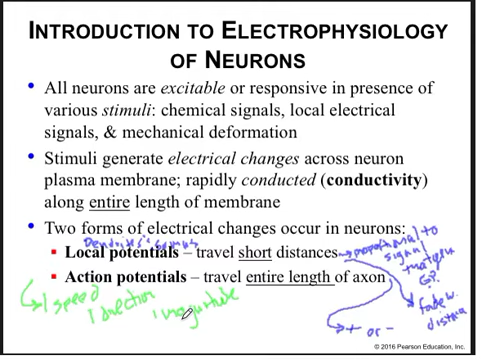 INTRODUCTION TO ELECTROPHYSIOLOGY
OF NEURONS
• All neurons are excitable or responsive in presence of
various stimuli: chemical signals, local electrical
signals, & mechanical deformation
• Stimuli generate electrical changes across neuron
plasma membrane; rapidly conducted (conductivity)
along entire length of membrane
• Two forms of electrical changes occur in neurons:
Dendrites
▪ Local potentials – travel short distances
proportional to
signal
▪ Action potentials – travel entire length of axon
fade w.
+ or -
1 speed
1 Direction
1 magnitude
© 2016 Pearson Education, Inc.